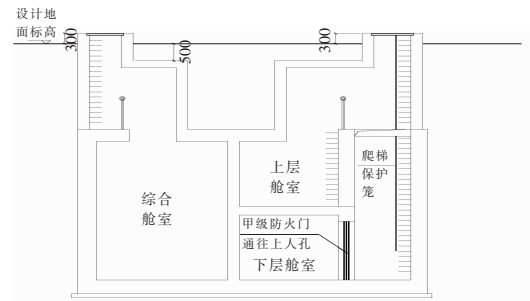 设计地
面标高
300
500
300
综合
舱室
上层
舱室
爬梯
保护
笼
甲级防火门
通往上人孔
下层舱室